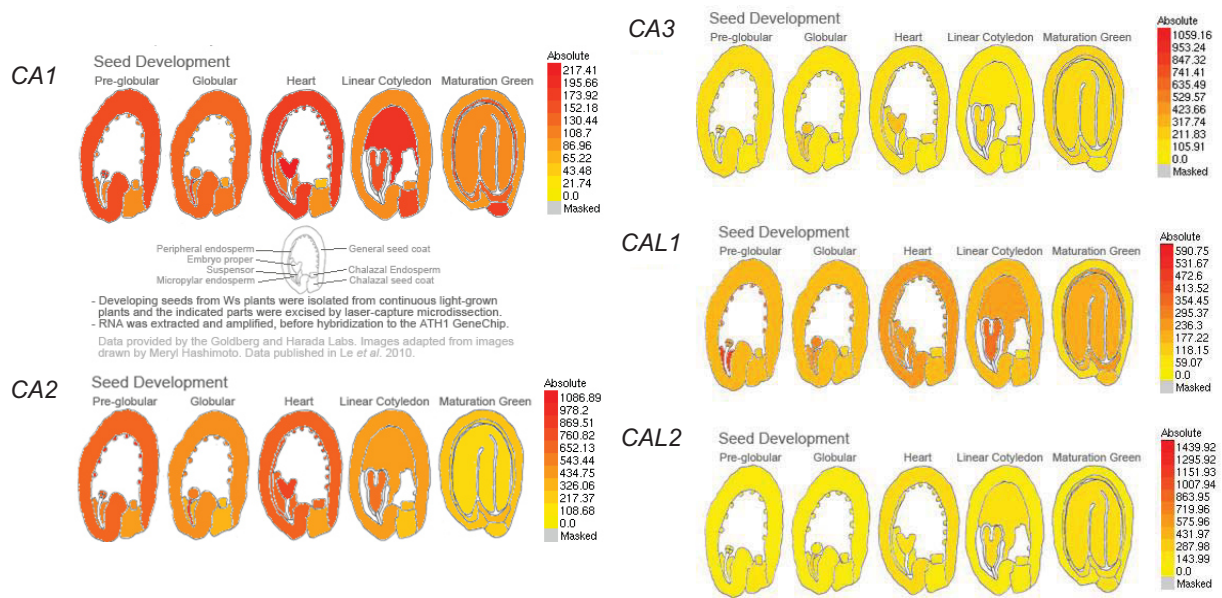 CA1
Seed Development
Pre-globular Globular Heart Linear Cotyledon Maturation Green
Absolute
217.41
195.66
173.92
152.18
130.44
108.7
86.96
65.22
43.48
21.74
0.0
Masked
Peripheral endosperm
Embryo proper
Suspensor
Micropylar endosperm
General seed coat
Chalazal Endosperm
Chalazal seed coat
- Developing seeds from Ws plants were isolated from continuous light-grown
plants and the indicated parts were excised by laser-capture microdissection.
- RNA was extracted and amplified, before hybridization to the ATH1 GeneChip.
Data provided by the Goldberg and Harada Labs. Images adapted from images
drawn by Meryl Hashimoto. Data published in Le et al. 2010.
CA2
Seed Development
Pre-globular Globular Heart Linear Cotyledon Maturation Green
Absolute
1086.89
978.2
869.51
760.82
652.13
543.44
434.75
326.06
217.37
108.68
0.0
Masked
CA3
Seed Development
Pre-globular Globular Heart Linear Cotyledon Maturation Green
Absolute
1059.16
953.24
847.32
741.41
635.49
529.57
423.66
317.74
211.83
105.91
0.0
Masked
CAL1
Seed Development
Pre-globular Globular Heart Linear Cotyledon Maturation Green
Absolute
590.75
531.67
472.6
413.52
354.45
295.37
236.3
177.22
118.15
59.07
0.0
Masked
CAL2
Seed Development
Pre-globular Globular Heart Linear Cotyledon Maturation Green
Absolute
1439.92
1295.92
1151.93
1007.94
863.95
719.96
575.96
431.97
287.98
143.99
0.0
Masked